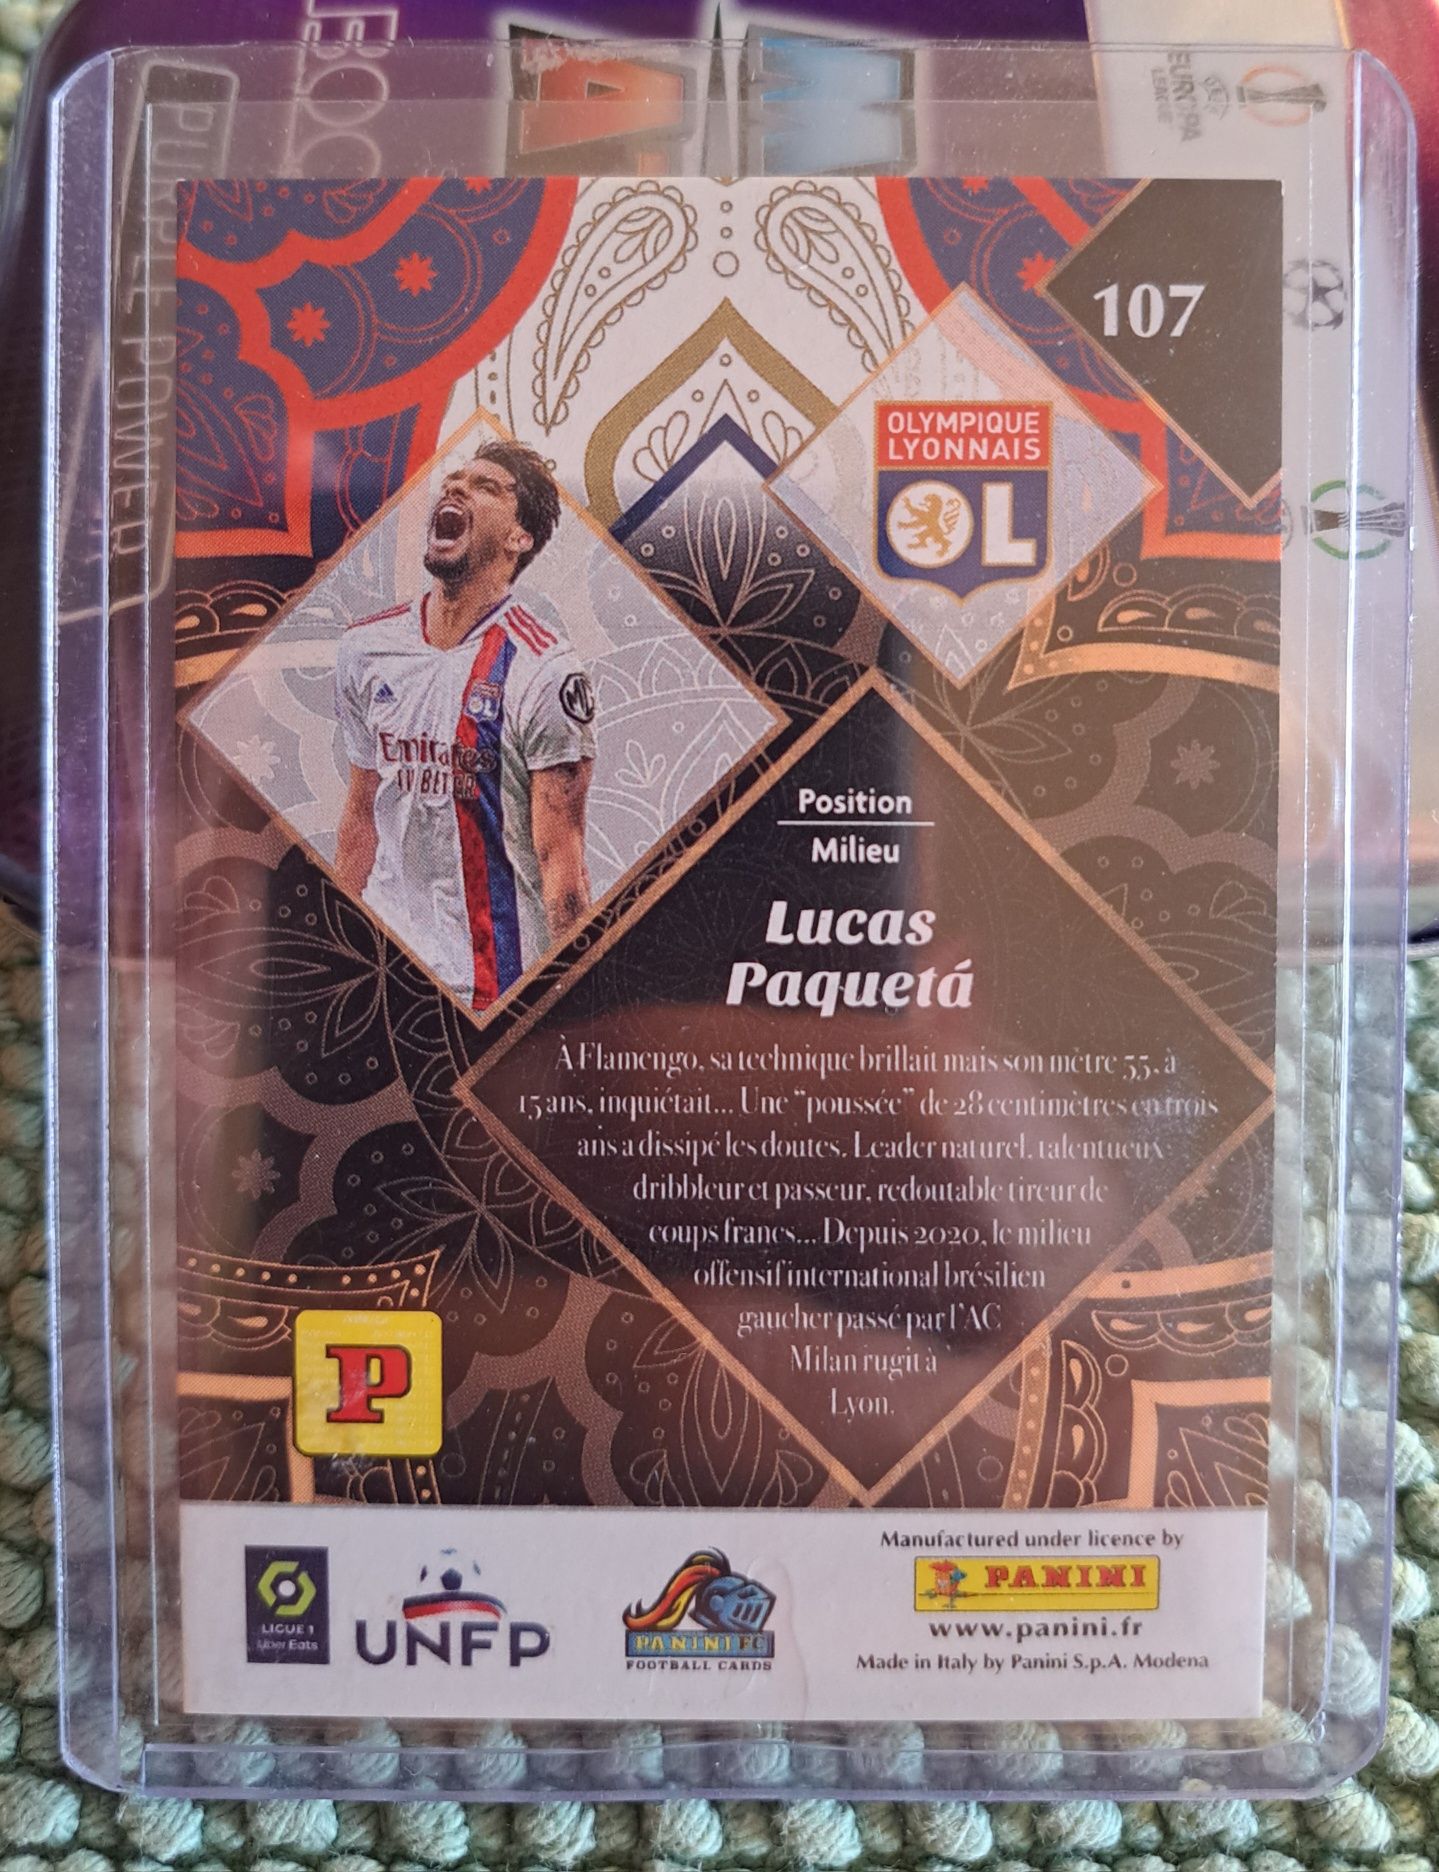 BOO
PURPLE POWER
M
A
EUROPA
LEAGUE
107
OLYMPIQUE
LYONNAIS
OL
Emirates
Position
Milieu
Lucas
Paquetá
À Flamengo, sa technique brillait mais son mètre 55, à
15 ans, inquiétait... Une "poussée" de 28 centimètres en trois
ans a dissipé les doutes. Leader naturel, talentueux
dribbleur et passeur, redoutable tireur de
coups francs... Depuis 2020, le milieu
offensif international brésilien
gaucher passé par l'AC
Milan rugit à
Lyon.
P
LIGUE 1
Uber Eats
UNFP
PANINI FC
FOOTBALL CARDS
Manufactured under licence by
PANINI
www.panini.fr
Made in Italy by Panini S.p.A. Modena